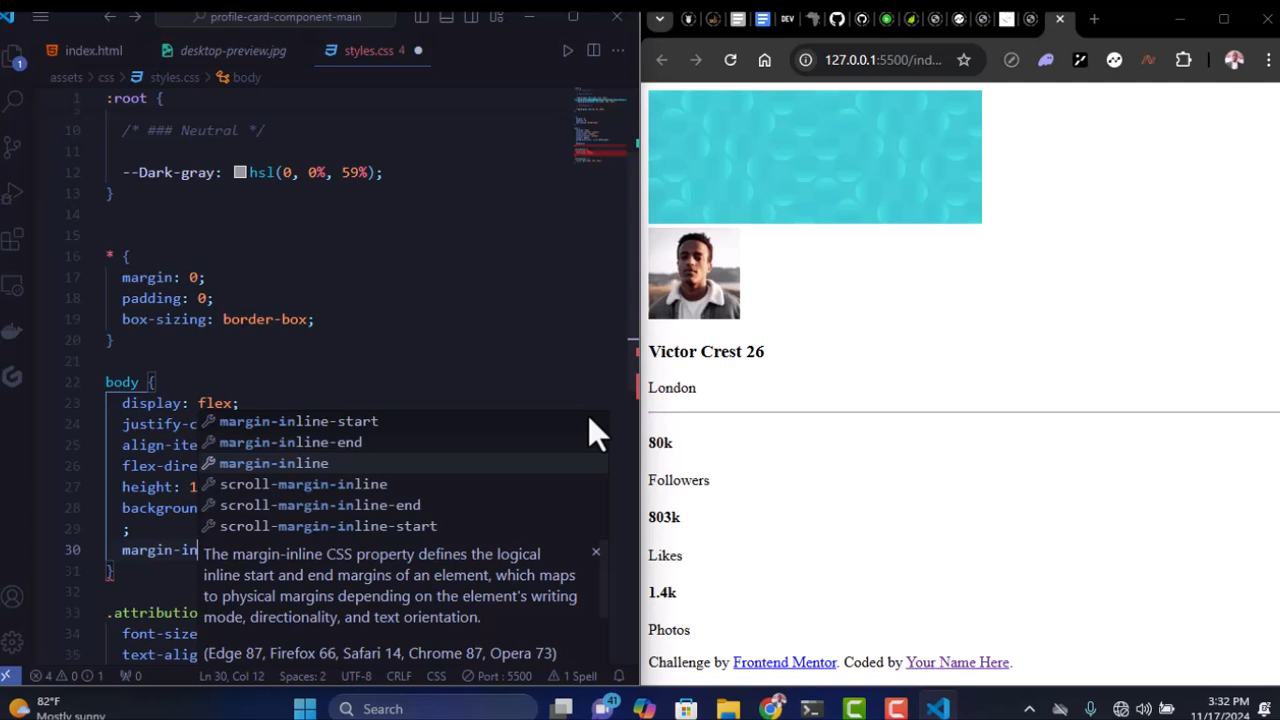 profile-card-component-main
index.html
desktop-preview.jpg
styles.css 4
assets > css > styles.css > body
1 :root {
10 /* ### Neutral */
11
12 --Dark-gray: hsl(0, 0%, 59%);
13 }
14
15
16 * {
17 margin: 0;
18 padding: 0;
19 box-sizing: border-box;
20 }
21
22 body {
23 display: flex;
24 justify-c
25 align-ite
26 flex-dire
27 height: 1
28 backgroun
29 ;
30 margin-in
31 }
32
33 .attributio
34 font-size
35 text-alig
margin-inline-start
margin-inline-end
margin-inline
scroll-margin-inline
scroll-margin-inline-end
scroll-margin-inline-start
The margin-inline CSS property defines the logical
inline start and end margins of an element, which maps
to physical margins depending on the element's writing
mode, directionality, and text orientation.
(Edge 87, Firefox 66, Safari 14, Chrome 87, Opera 73)
1
4 0 1 0 Ln 30, Col 12 Spaces: 2 UTF-8 CRLF CSS Port : 5500 1 Spell
DEV
127.0.0.1:5500/ind...
Victor Crest 26
London
80k
Followers
803k
Likes
1.4k
Photos
Challenge by Frontend Mentor. Coded by Your Name Here.
82°F
Mostly sunny
Search
41
3:32 PM
11/17/2024